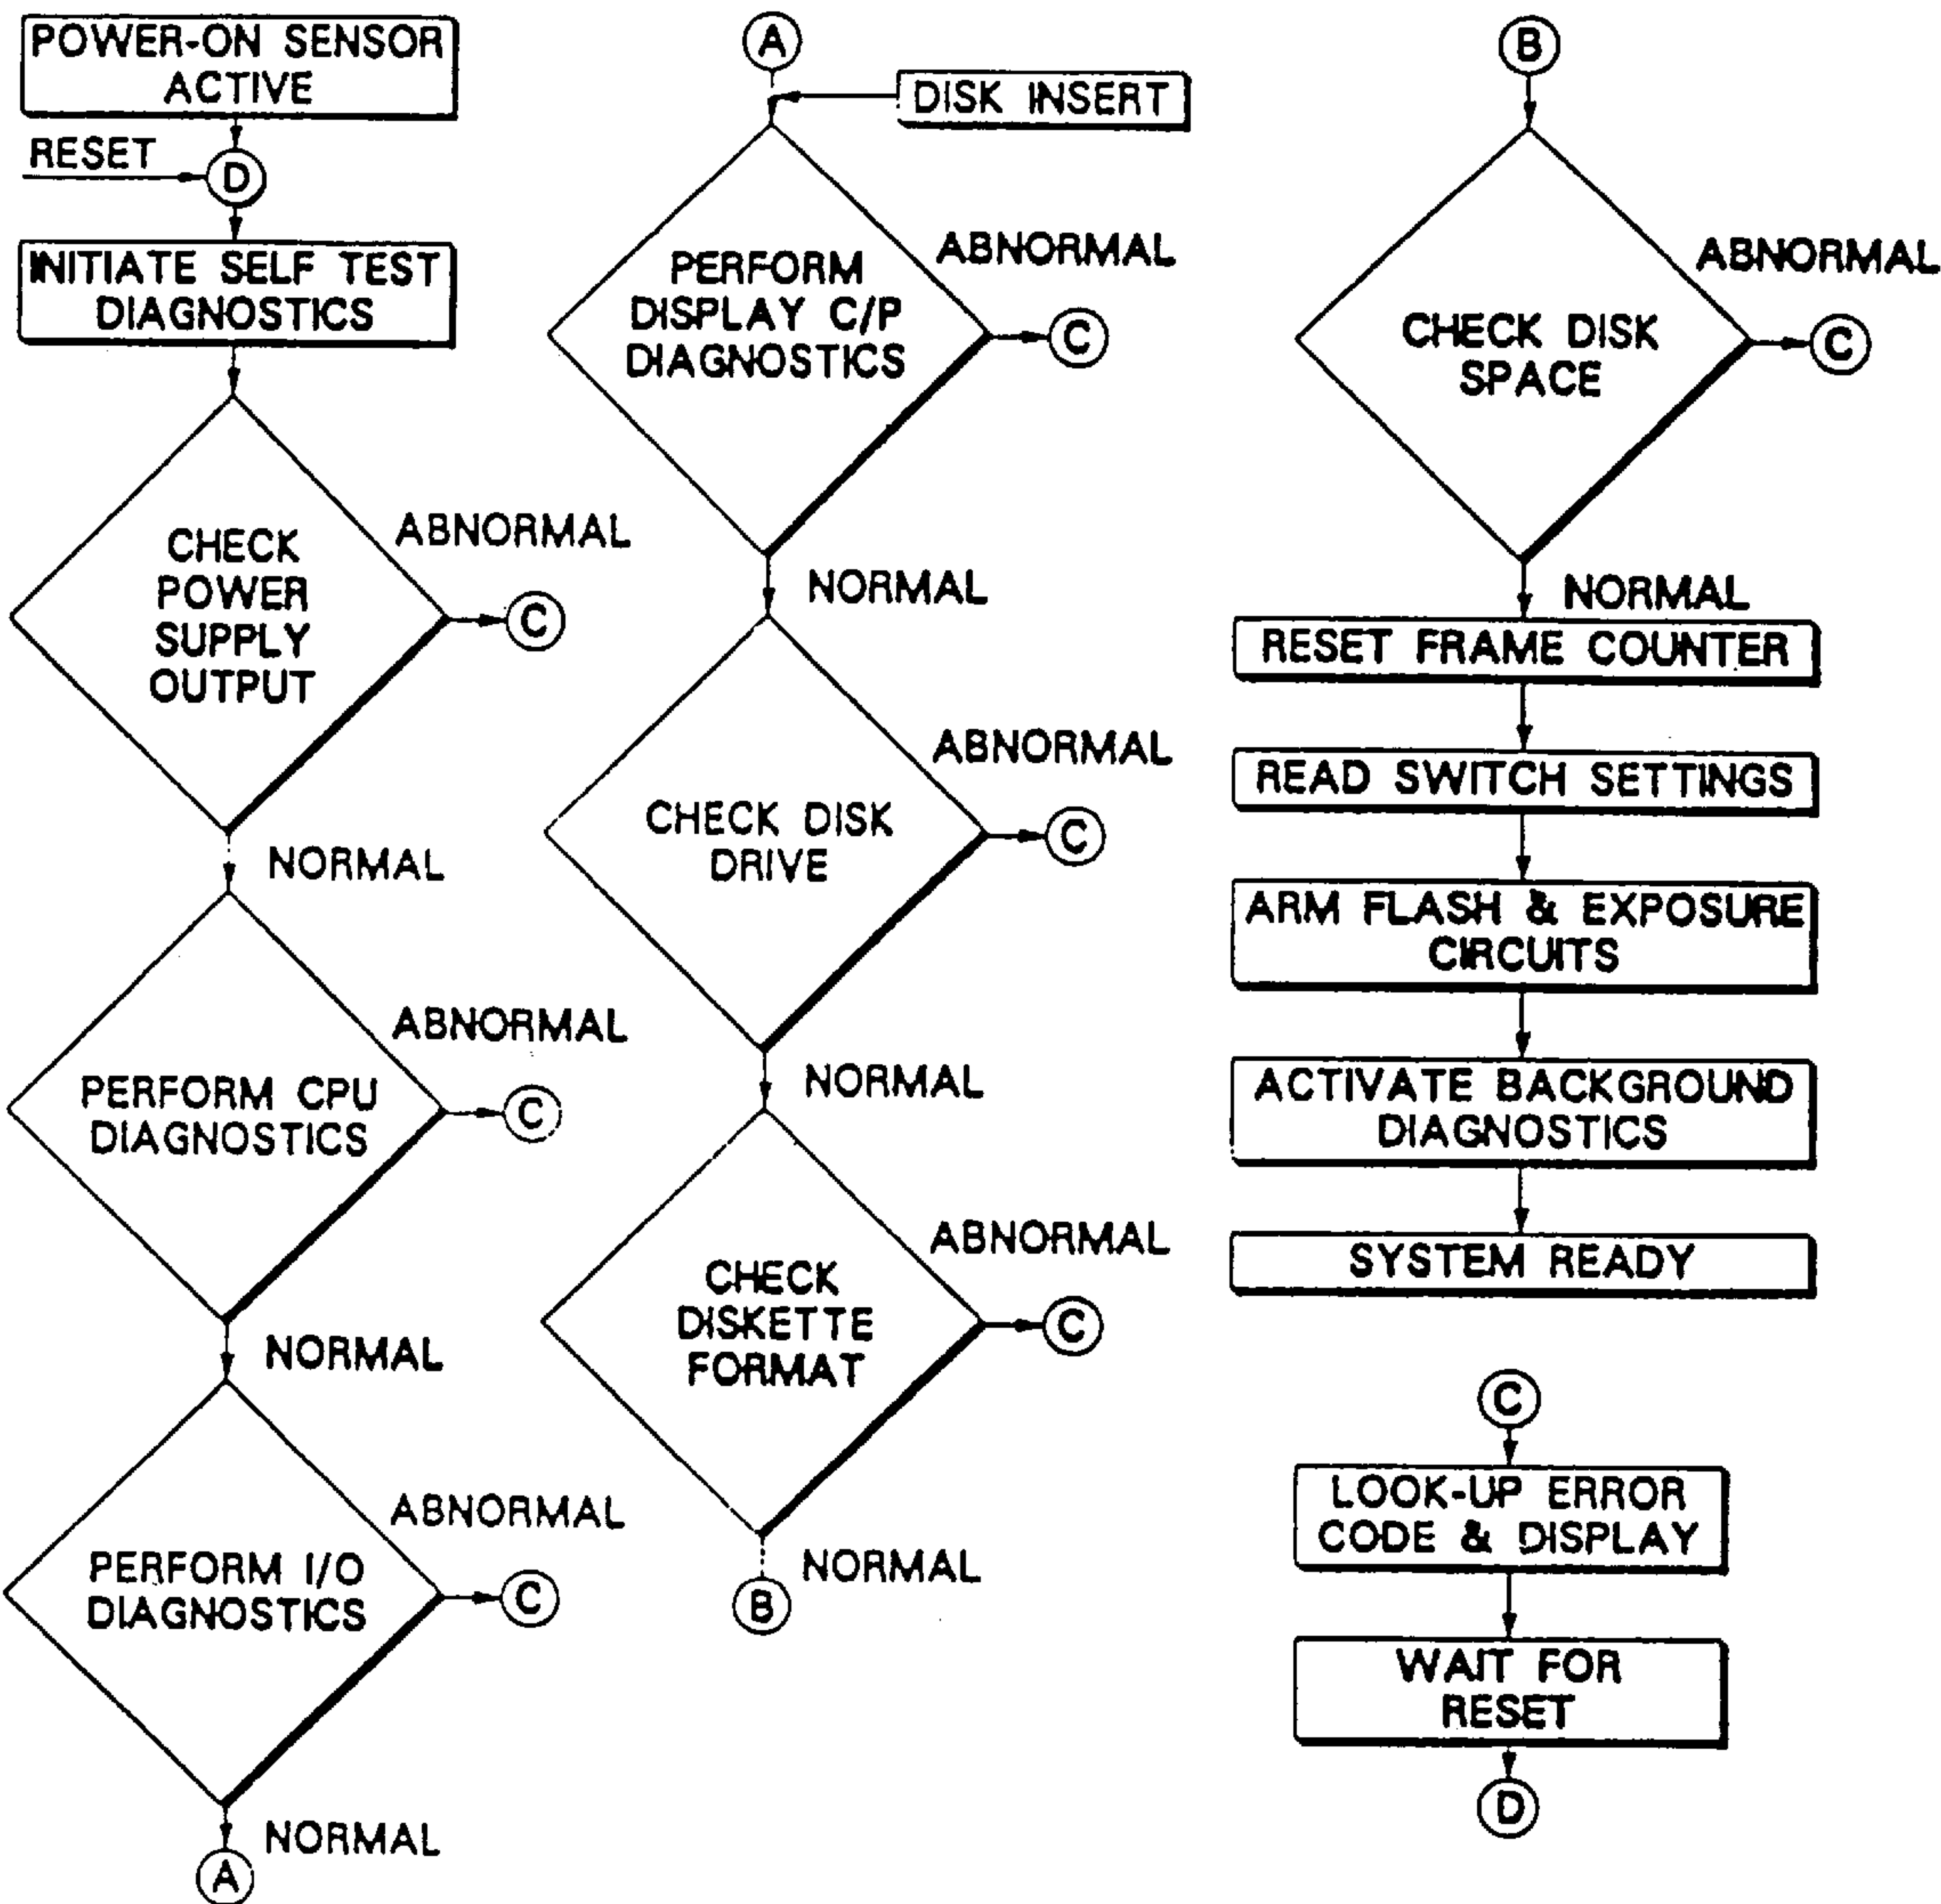 POWER-ON SENSOR
ACTIVE
RESET
D
INITIATE SELF TEST
DIAGNOSTICS
CHECK
POWER
SUPPLY
OUTPUT
ABNORMAL
C
NORMAL
PERFORM CPU
DIAGNOSTICS
ABNORMAL
C
NORMAL
PERFORM I/O
DIAGNOSTICS
ABNORMAL
C
NORMAL
A
A
DISK INSERT
PERFORM
DISPLAY C/P
DIAGNOSTICS
ABNORMAL
C
NORMAL
CHECK DISK
DRIVE
ABNORMAL
C
NORMAL
CHECK
DISKETTE
FORMAT
ABNORMAL
C
NORMAL
B
B
CHECK DISK
SPACE
ABNORMAL
C
NORMAL
RESET FRAME COUNTER
READ SWITCH SETTINGS
ARM FLASH & EXPOSURE
CIRCUITS
ACTIVATE BACKGROUND
DIAGNOSTICS
SYSTEM READY
C
LOOK-UP ERROR
CODE & DISPLAY
WAIT FOR
RESET
D